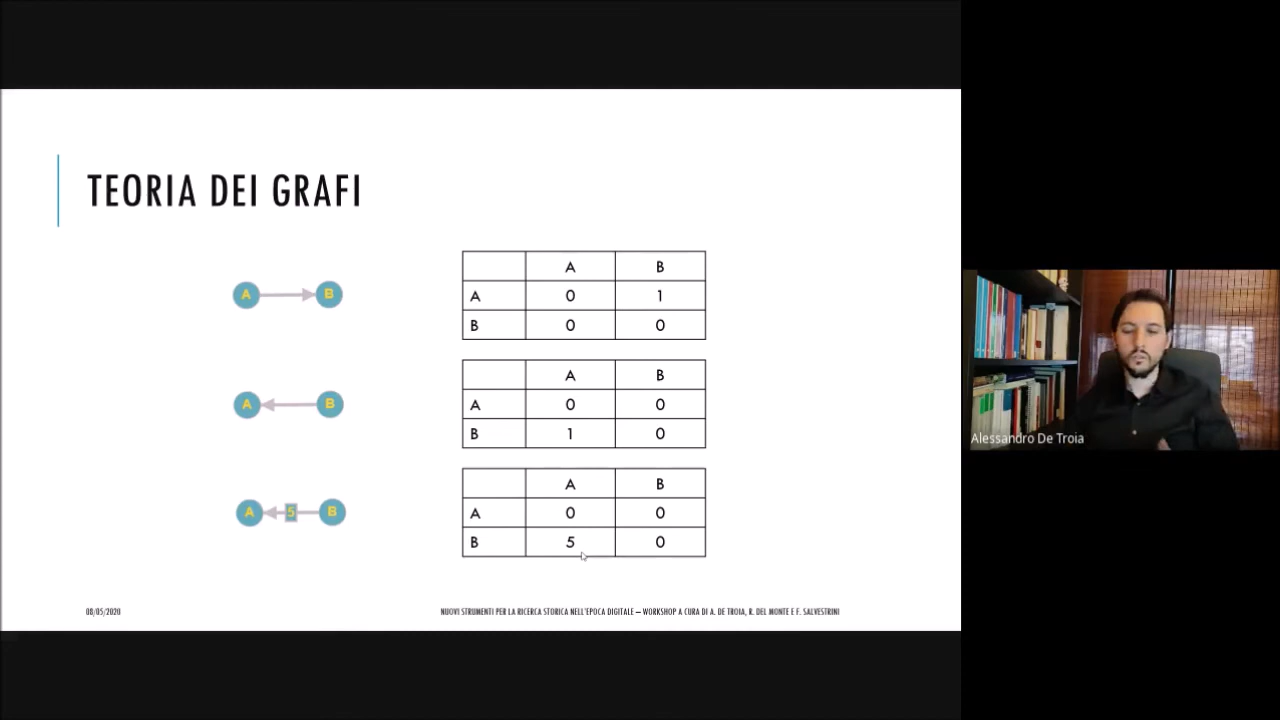 TEORIA DEI GRAFI
A B
A B
A 0 1
B 0 0
A B
A B
A 0 0
B 1 0
A 5 B
A B
A 0 0
B 5 0
08/05/2020
NUOVI STRUMENTI PER LA RICERCA STORICA NELL'EPOCA DIGITALE – WORKSHOP A CURA DI A. DE TROIA, R. DEL MONTE E F. SALVESTRINI
Alessandro De Troia